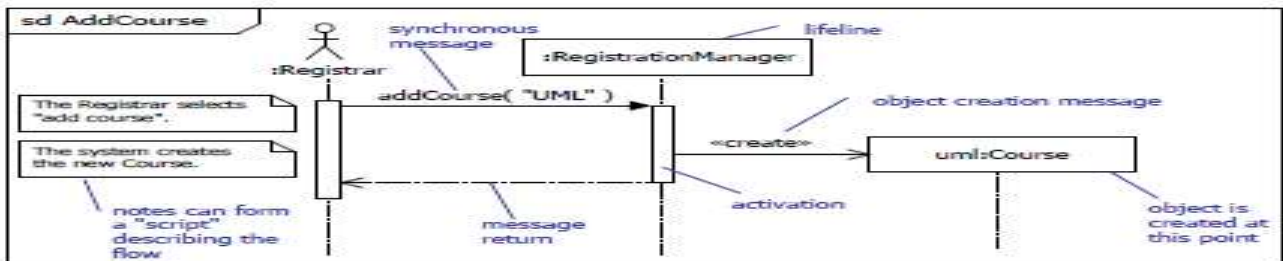 sd AddCourse
synchronous
message
lifeline
:Registrar
:RegistrationManager
The Registrar selects
"add course".
addCourse( "UML" )
object creation message
The system creates
the new Course.
«create»
uml:Course
notes can form
a "script"
describing the
flow
message
return
activation
object is
created at
this point